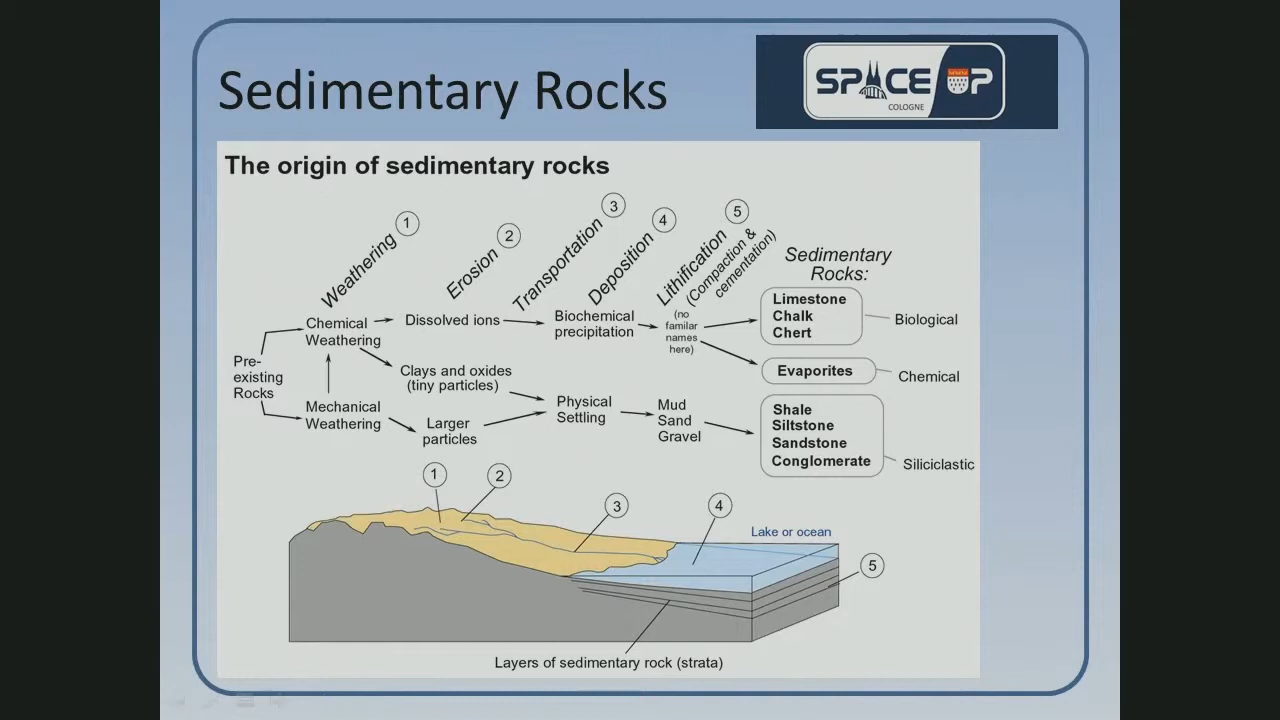 Sedimentary Rocks
SPACE UP
COLOGNE
The origin of sedimentary rocks
Weathering 1
Erosion 2
Transportation 3
Deposition 4
Lithification 5
(Compaction &
cementation)
Sedimentary
Rocks:
Pre-
existing
Rocks
Chemical
Weathering
Mechanical
Weathering
Dissolved ions
Clays and oxides
(tiny particles)
Larger
particles
Biochemical
precipitation
Physical
Settling
(no
familar
names
here)
Mud
Sand
Gravel
Limestone
Chalk
Chert
Biological
Evaporites
Chemical
Shale
Siltstone
Sandstone
Conglomerate
Siliciclastic
1
2
3
4
Lake or ocean
5
Layers of sedimentary rock (strata)